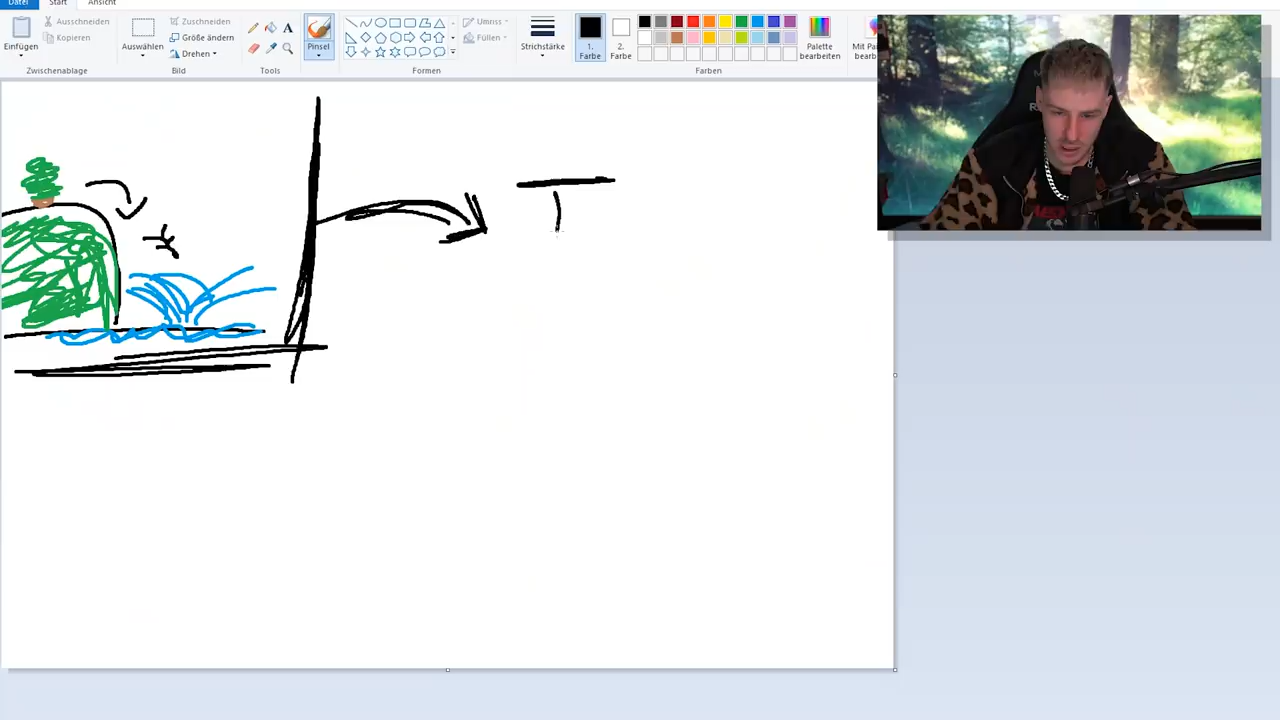 Datei Start Ansicht
Einfügen
Ausschneiden
Kopieren
Zwischenablage
Auswählen
Zuschneiden
Größe ändern
Drehen
Bild
Tools
Pinsel
Formen
Umriss
Füllen
Strichstärke
1. Farbe
2. Farbe
Palette bearbeiten
Farben
T